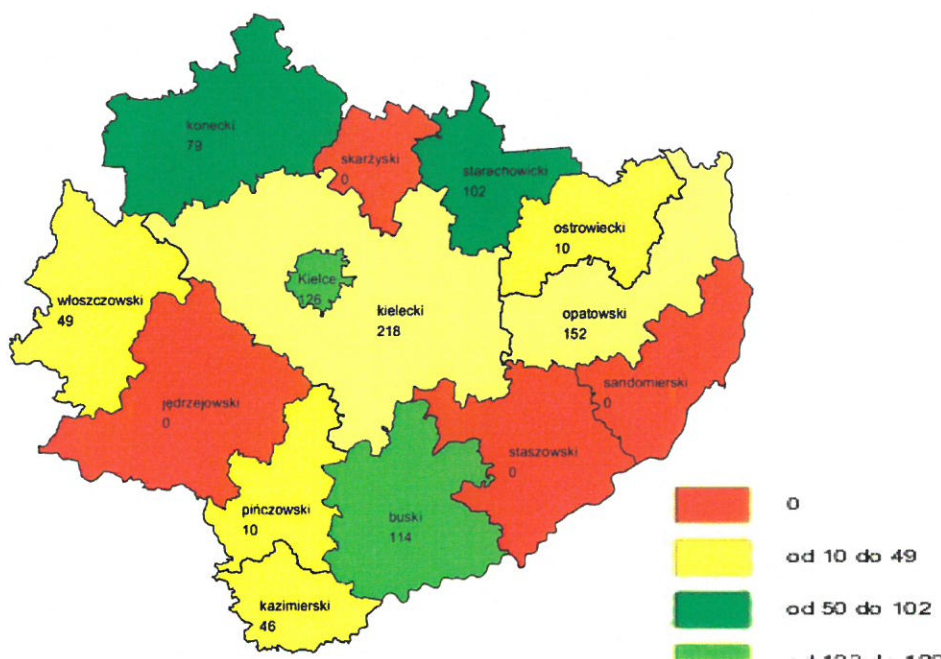 konecki
79
skarżyski
0
starachowicki
102
ostrowiecki
10
Kielce
126
włoszczowski
49
kielecki
218
opatowski
152
sandomierski
0
jędrzejowski
0
staszowski
0
pińczowski
10
buski
114
kazimierski
46
0
od 10 do 49
od 50 do 102